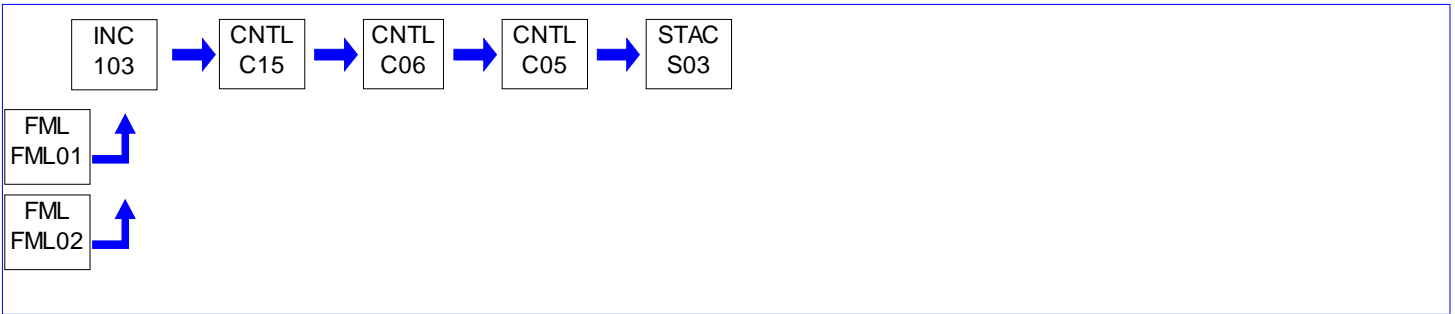 INC
103
CNTL
C15
CNTL
C06
CNTL
C05
STAC
S03
FML
FML01
FML
FML02